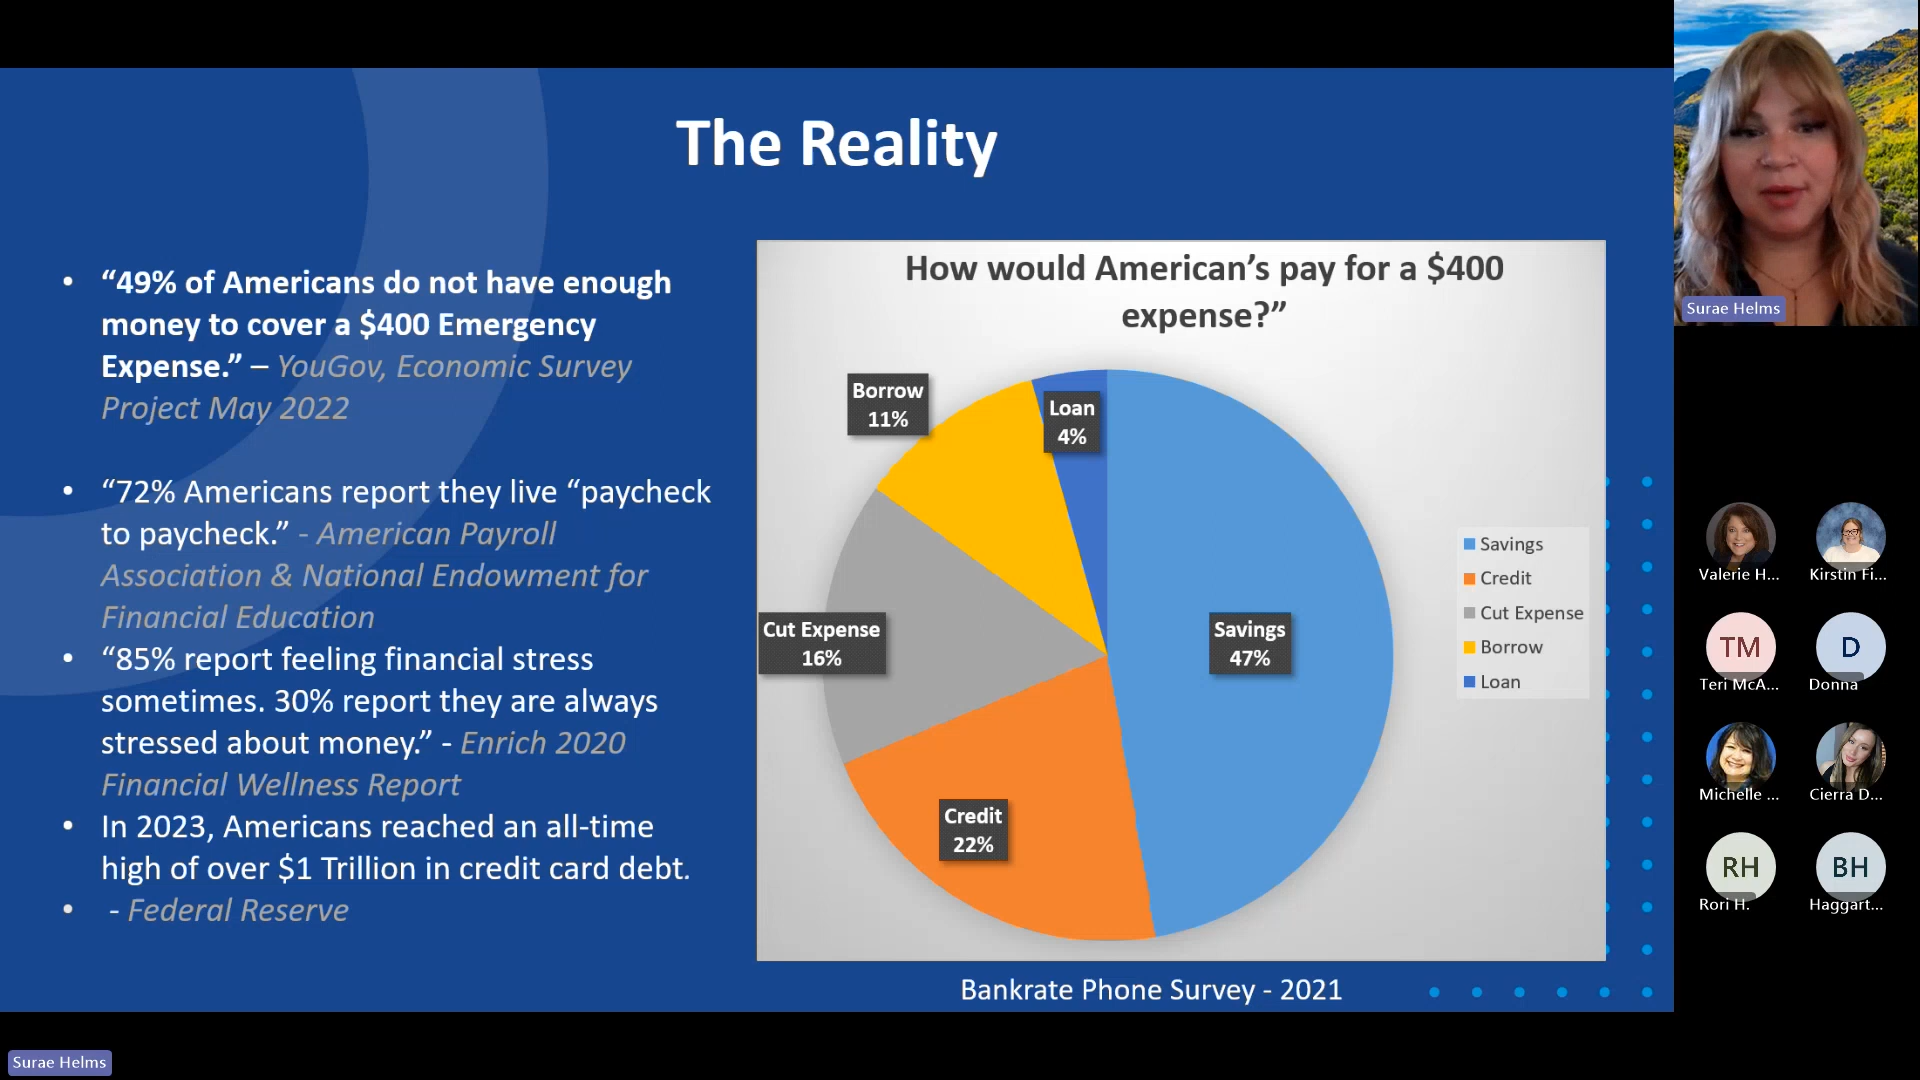 The Reality
• “49% of Americans do not have enough
money to cover a $400 Emergency
Expense.” – YouGov, Economic Survey
Project May 2022
• “72% Americans report they live “paycheck
to paycheck.” - American Payroll
Association & National Endowment for
Financial Education
• “85% report feeling financial stress
sometimes. 30% report they are always
stressed about money.” - Enrich 2020
Financial Wellness Report
• In 2023, Americans reached an all-time
high of over $1 Trillion in credit card debt.
• - Federal Reserve
How would American’s pay for a $400
expense?”
Borrow
11%
Loan
4%
Cut Expense
16%
Savings
47%
Credit
22%
Savings
Credit
Cut Expense
Borrow
Loan
Bankrate Phone Survey - 2021
Surae Helms
Valerie H...
Kirstin Fi...
TM
Teri McA...
D
Donna
Michelle ...
Cierra D...
RH
Rori H.
BH
Haggart...
Surae Helms